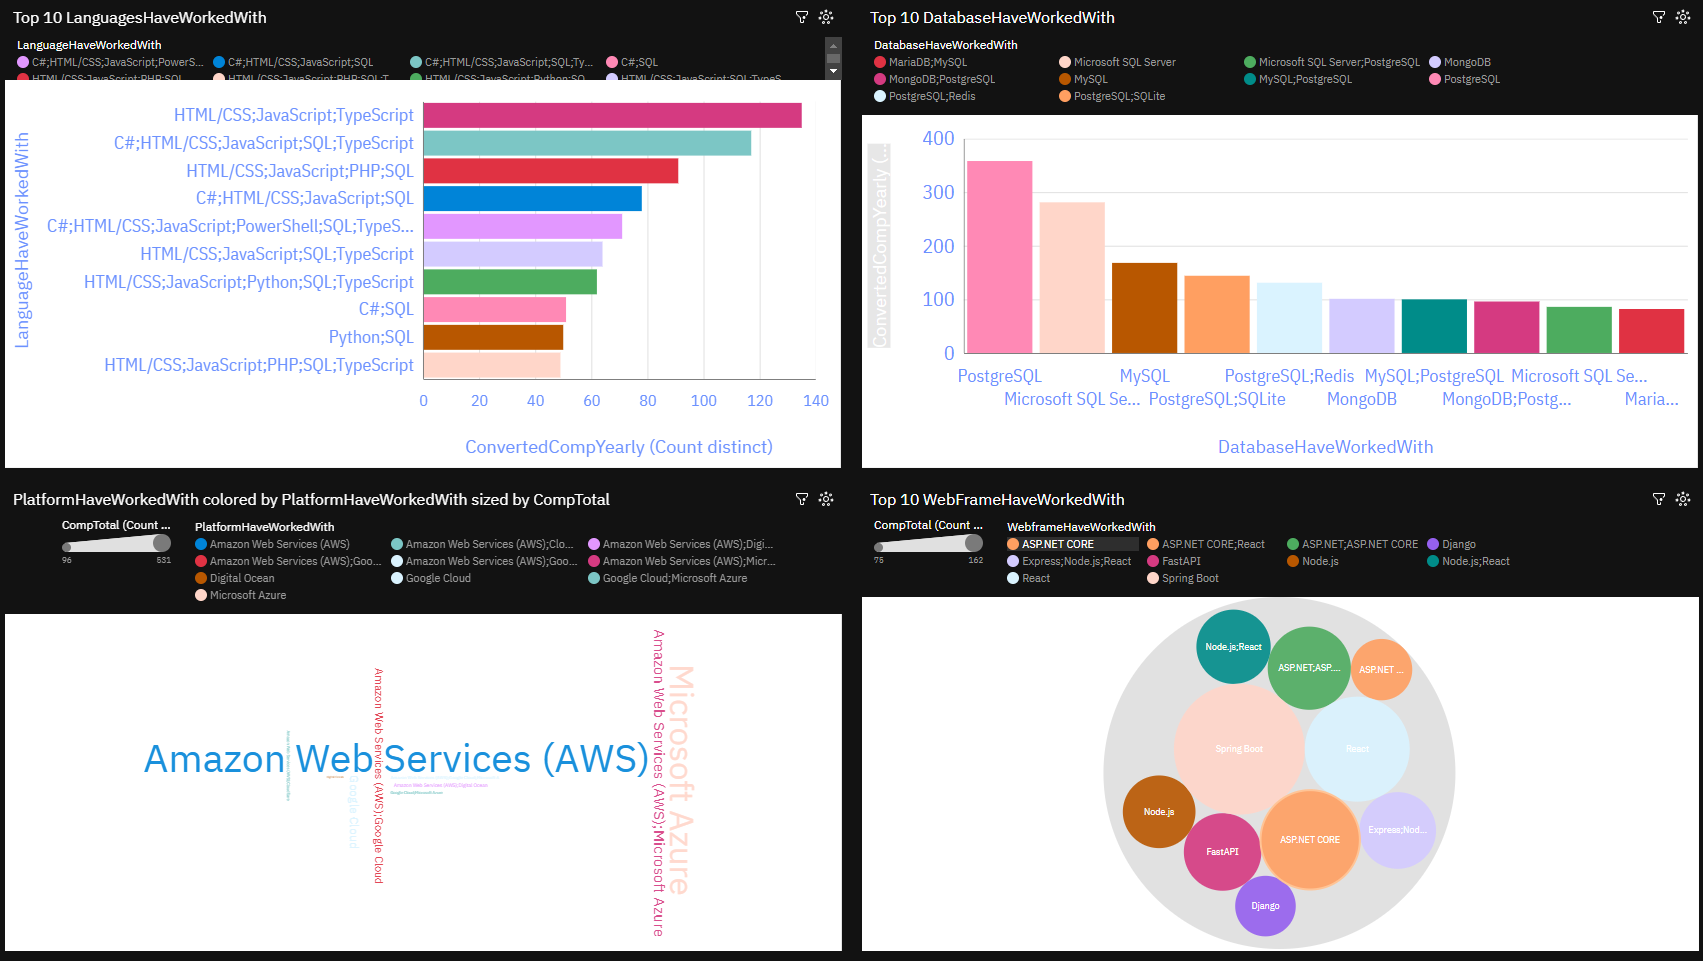 Top 10 LanguagesHaveWorkedWith
LanguageHaveWorkedWith
C#;HTML/CSS;JavaScript;PowerS...
C#;HTML/CSS;JavaScript;SQL
C#;HTML/CSS;JavaScript;SQL;Ty...
C#;SQL
HTML/CSS;JavaScript;PHP;SQL
HTML/CSS;JavaScript;PHP;SQL;T...
HTML/CSS;JavaScript;Python;SQ...
HTML/CSS;JavaScript;SQL;TypeS...
LanguageHaveWorkedWith
HTML/CSS;JavaScript;TypeScript
C#;HTML/CSS;JavaScript;SQL;TypeScript
HTML/CSS;JavaScript;PHP;SQL
C#;HTML/CSS;JavaScript;SQL
C#;HTML/CSS;JavaScript;PowerShell;SQL;TypeS...
HTML/CSS;JavaScript;SQL;TypeScript
HTML/CSS;JavaScript;Python;SQL;TypeScript
C#;SQL
Python;SQL
HTML/CSS;JavaScript;PHP;SQL;TypeScript
0 20 40 60 80 100 120 140
ConvertedCompYearly (Count distinct)
Top 10 DatabaseHaveWorkedWith
DatabaseHaveWorkedWith
MariaDB;MySQL
Microsoft SQL Server
Microsoft SQL Server;PostgreSQL
MongoDB
MongoDB;PostgreSQL
MySQL
MySQL;PostgreSQL
PostgreSQL
PostgreSQL;Redis
PostgreSQL;SQLite
ConvertedCompYearly (...
400
300
200
100
0
PostgreSQL
Microsoft SQL Se...
MySQL
PostgreSQL;SQLite
PostgreSQL;Redis
MongoDB
MySQL;PostgreSQL
MongoDB;Postg...
Microsoft SQL Se...
Maria...
DatabaseHaveWorkedWith
PlatformHaveWorkedWith colored by PlatformHaveWorkedWith sized by CompTotal
CompTotal (Count ...
96 531
PlatformHaveWorkedWith
Amazon Web Services (AWS)
Amazon Web Services (AWS);Clo...
Amazon Web Services (AWS);Digi...
Amazon Web Services (AWS);Goo...
Amazon Web Services (AWS);Goo...
Amazon Web Services (AWS);Micr...
Digital Ocean
Google Cloud
Google Cloud;Microsoft Azure
Microsoft Azure
Amazon Web Services (AWS)
Google Cloud
Amazon Web Services (AWS);Google Cloud
Amazon Web Services (AWS);Digital Ocean
Google Cloud;Microsoft Azure
Amazon Web Services (AWS);Microsoft Azure
Microsoft Azure
Top 10 WebFrameHaveWorkedWith
CompTotal (Count ...
75 162
WebframeHaveWorkedWith
ASP.NET CORE
ASP.NET CORE;React
ASP.NET;ASP.NET CORE
Django
Express;Node.js;React
FastAPI
Node.js
Node.js;React
React
Spring Boot
Node.js;React
ASP.NET;ASP....
ASP.NET ...
Spring Boot
React
Node.js
ASP.NET CORE
Express;Nod...
FastAPI
Django